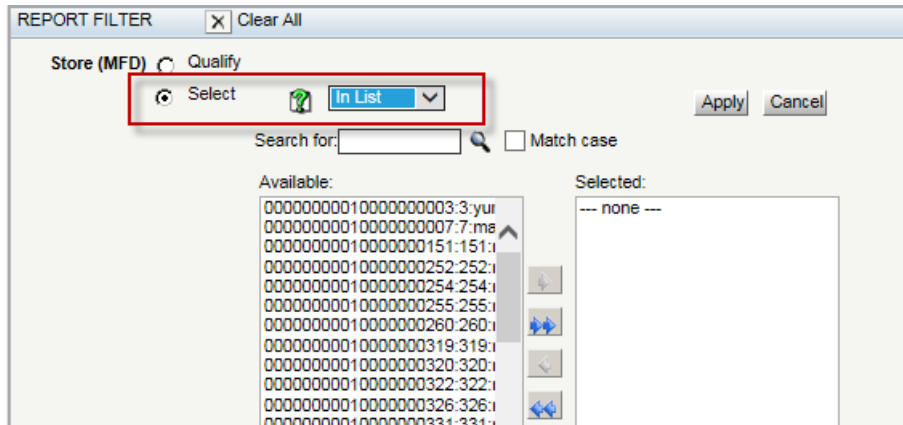 REPORT FILTER X Clear All
Store (MFD) Qualify
Select In List
Apply Cancel
Search for: Match case
Available: Selected:
00000000010000000003:3:yur --- none ---
00000000010000000007:7:ma
00000000010000000151:151:
00000000010000000252:252:
00000000010000000254:254:
00000000010000000255:255:
00000000010000000260:260:
00000000010000000319:319:
00000000010000000320:320:
00000000010000000322:322:
00000000010000000326:326:
00000000010000000331:331: